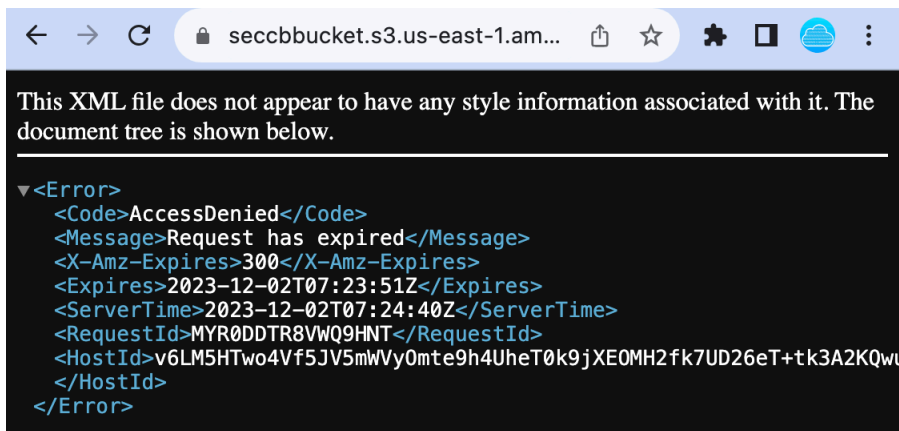 seccbbucket.s3.us-east-1.am...
This XML file does not appear to have any style information associated with it. The
document tree is shown below.
▼<Error>
<Code>AccessDenied</Code>
<Message>Request has expired</Message>
<X-Amz-Expires>300</X-Amz-Expires>
<Expires>2023-12-02T07:23:51Z</Expires>
<ServerTime>2023-12-02T07:24:40Z</ServerTime>
<RequestId>MYR0DDTR8VWQ9HNT</RequestId>
<HostId>v6LM5HTwo4Vf5JV5mWVyOmte9h4UheT0k9jXEOMH2fk7UD26eT+tk3A2KQwu
</HostId>
</Error>